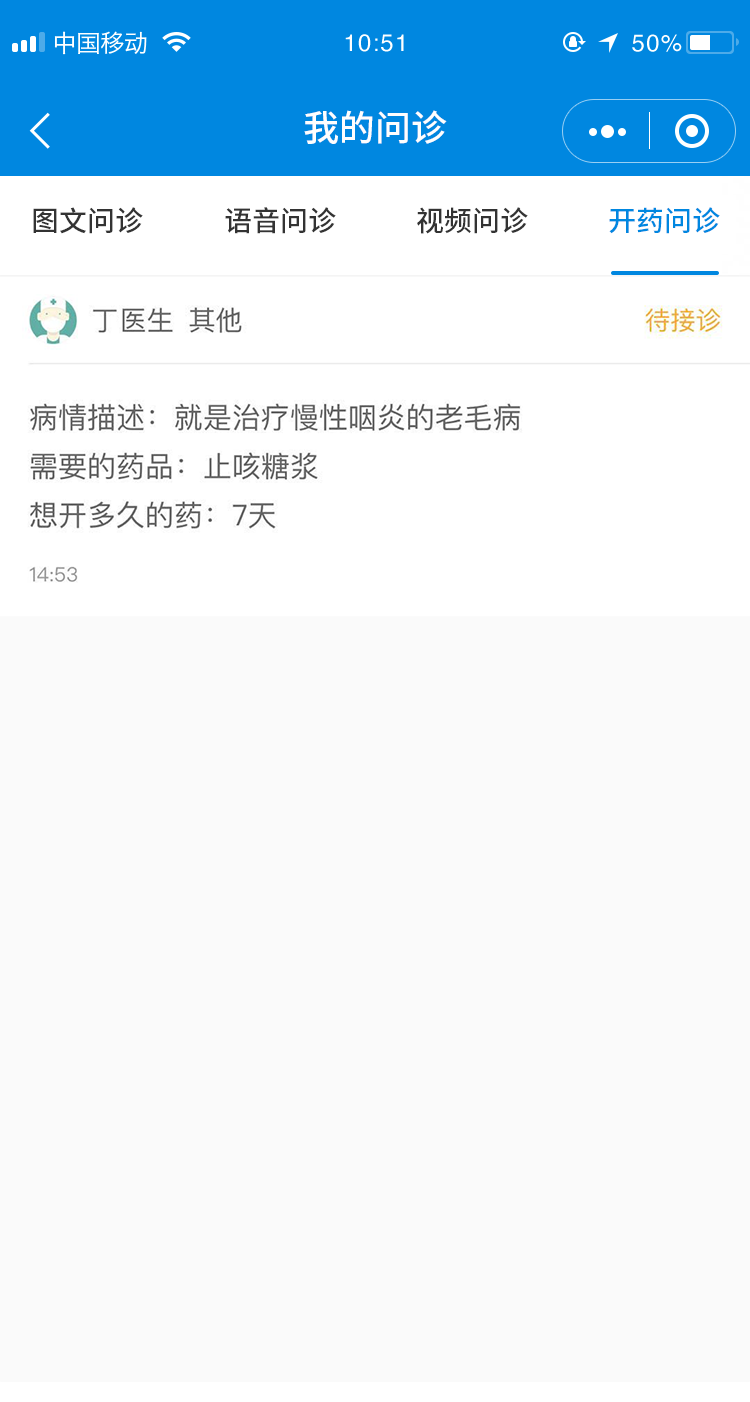 中国移动 10:51 50%
我的问诊
图文问诊 语音问诊 视频问诊 开药问诊
丁医生 其他 待接诊
病情描述：就是治疗慢性咽炎的老毛病
需要的药品：止咳糖浆
想开多久的药：7天
14:53